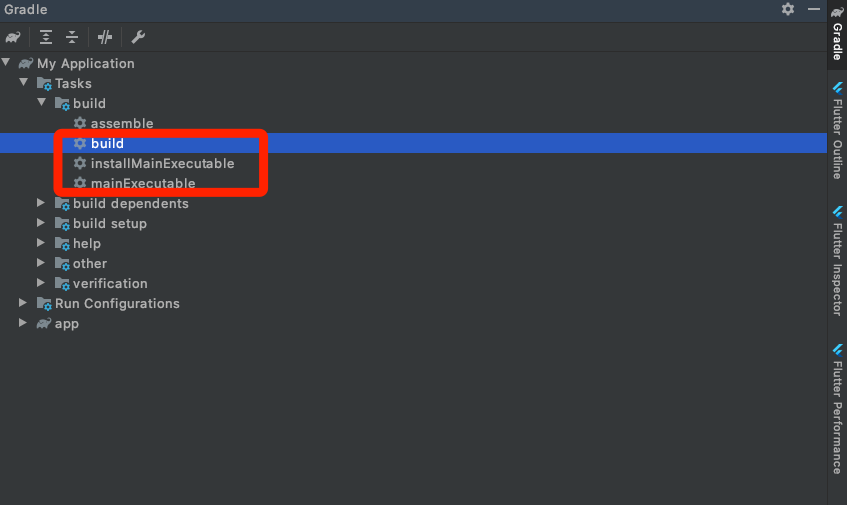 Gradle
My Application
Tasks
build
assemble
build
installMainExecutable
mainExecutable
build dependents
build setup
help
other
verification
Run Configurations
app
Gradle
Flutter Outline
Flutter Inspector
Flutter Performance